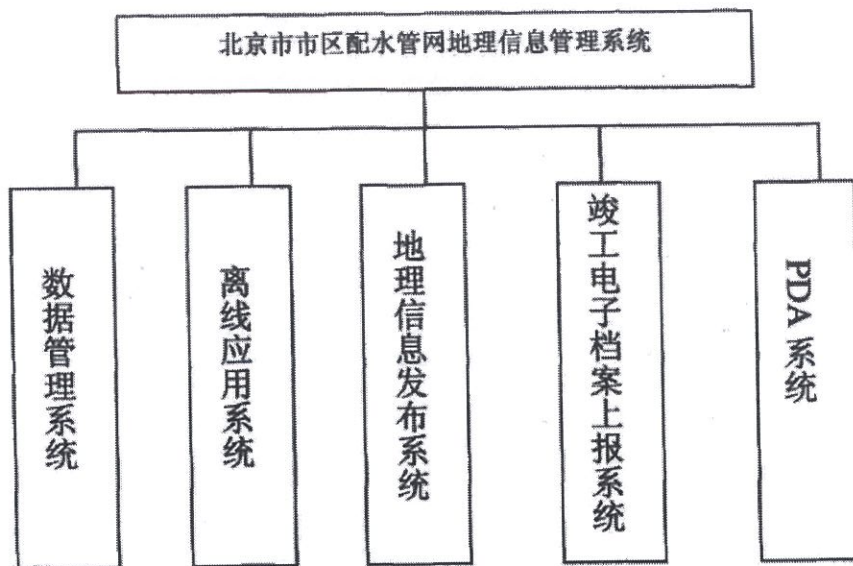 北京市市区配水管网地理信息管理系统
数据管理系统
离线应用系统
地理信息发布系统
竣工电子档案上报系统
PDA 系统